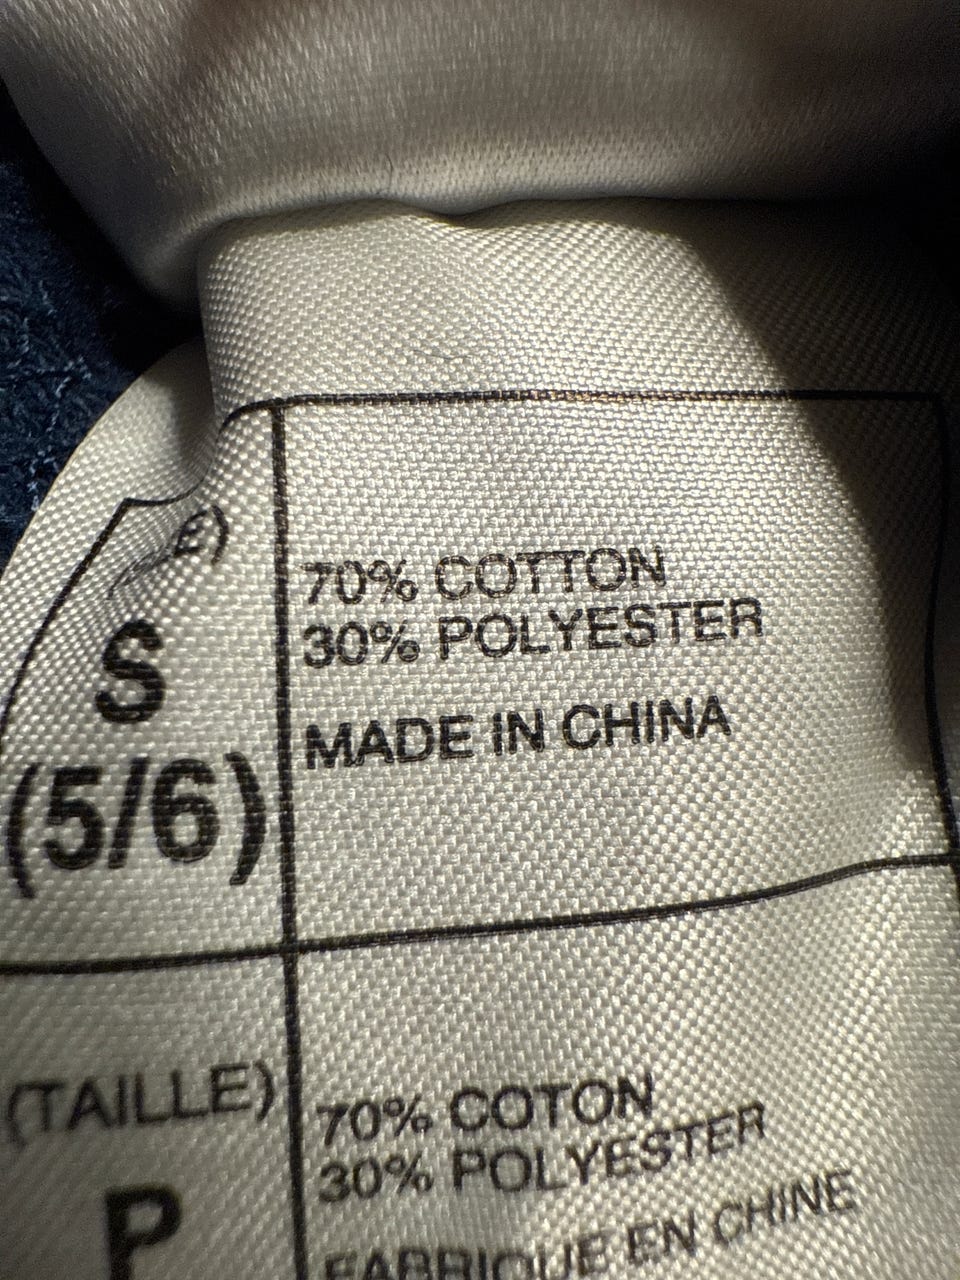 S
(5/6)
70% COTTON
30% POLYESTER
MADE IN CHINA
(TAILLE)
P
70% COTON
30% POLYESTER
FABRIQUE EN CHINE